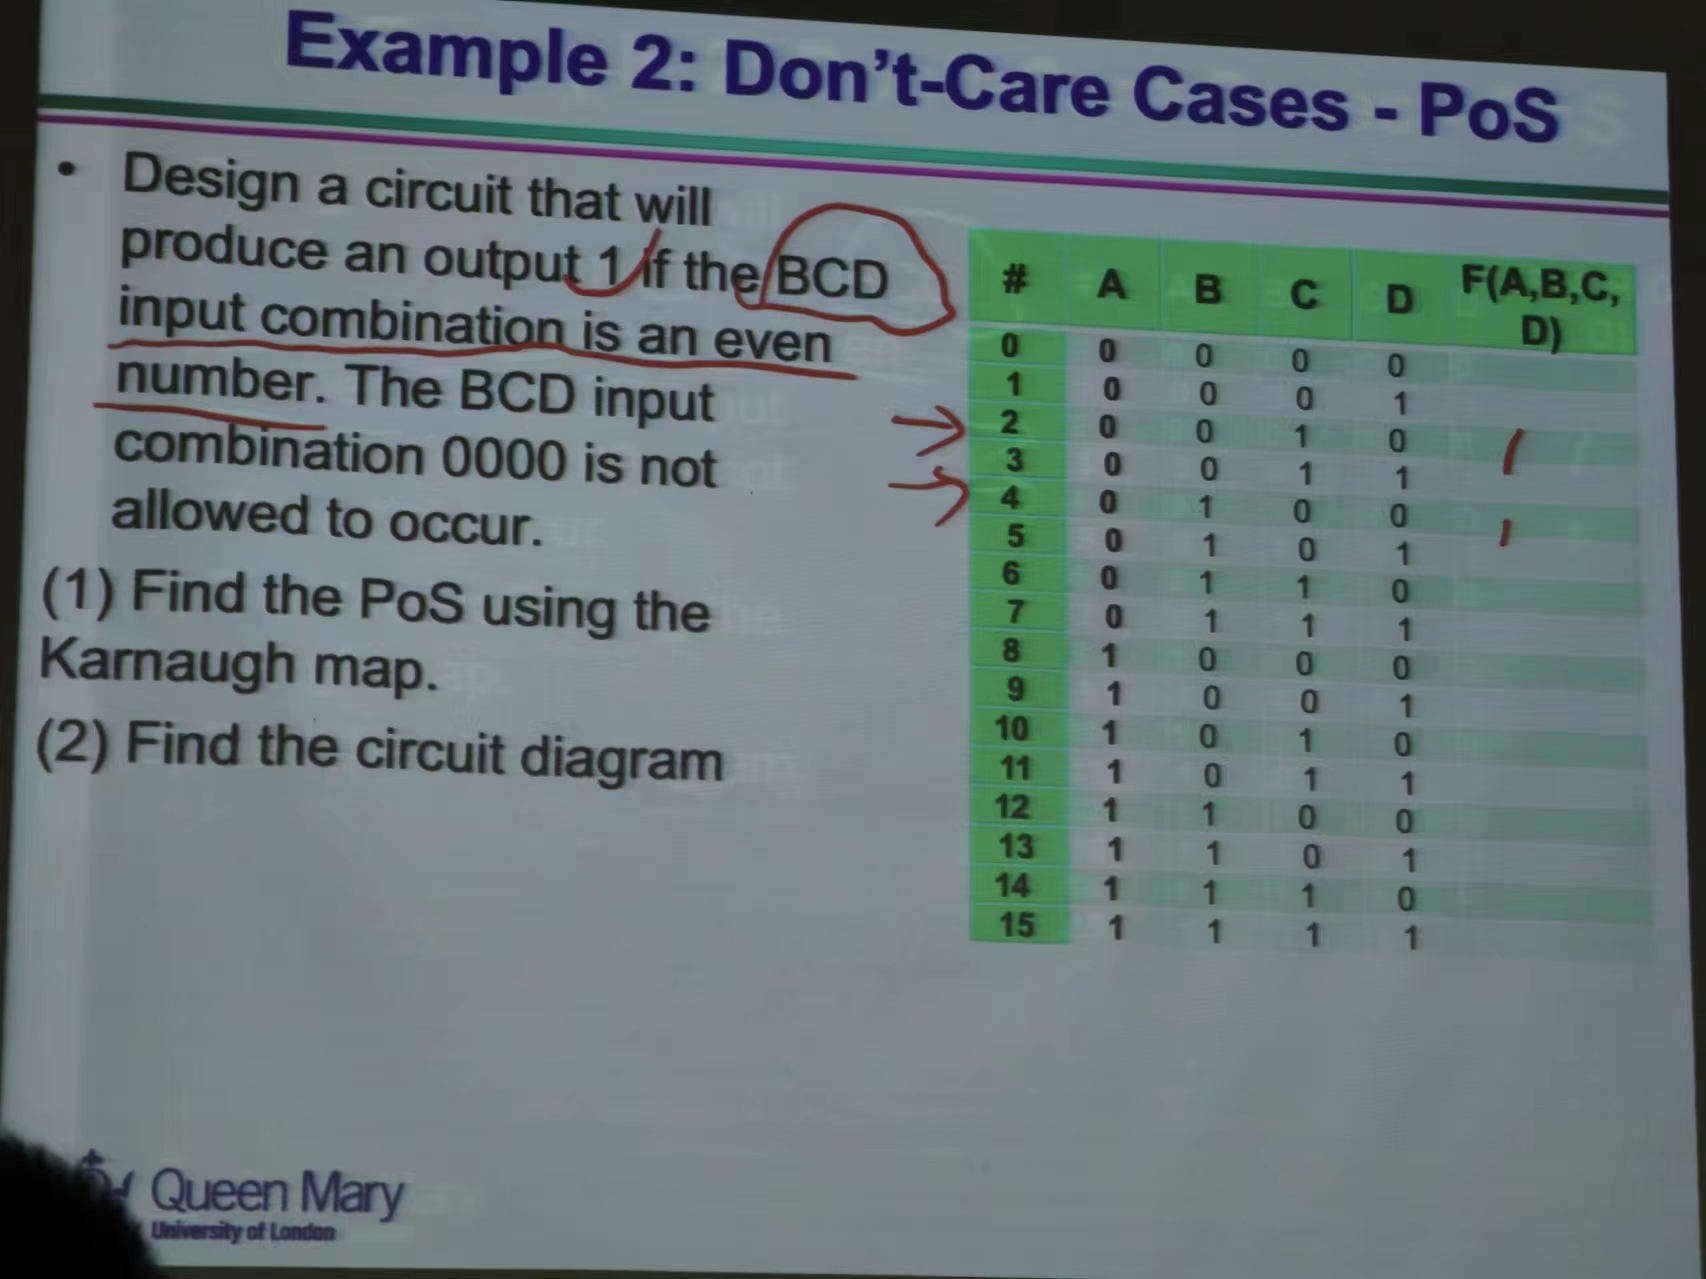 Example 2: Don't-Care Cases - PoS
• Design a circuit that will
produce an output 1 if the BCD
input combination is an even
number. The BCD input
combination 0000 is not
allowed to occur.
(1) Find the PoS using the
Karnaugh map.
(2) Find the circuit diagram
# A B C D F(A,B,C,
D)
0 0 0 0 0
1 0 0 0 1
2 0 0 1 0 1
3 0 0 1 1
4 0 1 0 0 1
5 0 1 0 1
6 0 1 1 0
7 0 1 1 1
8 1 0 0 0
9 1 0 0 1
10 1 0 1 0
11 1 0 1 1
12 1 1 0 0
13 1 1 0 1
14 1 1 1 0
15 1 1 1 1
Queen Mary
University of London